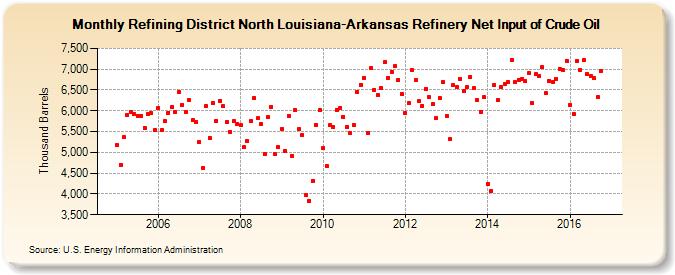 Monthly Refining District North Louisiana-Arkansas Refinery Net Input of Crude Oil
Thousand Barrels
7,500
7,000
6,500
6,000
5,500
5,000
4,500
4,000
3,500
2006 2008 2010 2012 2014 2016
Source: U.S. Energy Information Administration